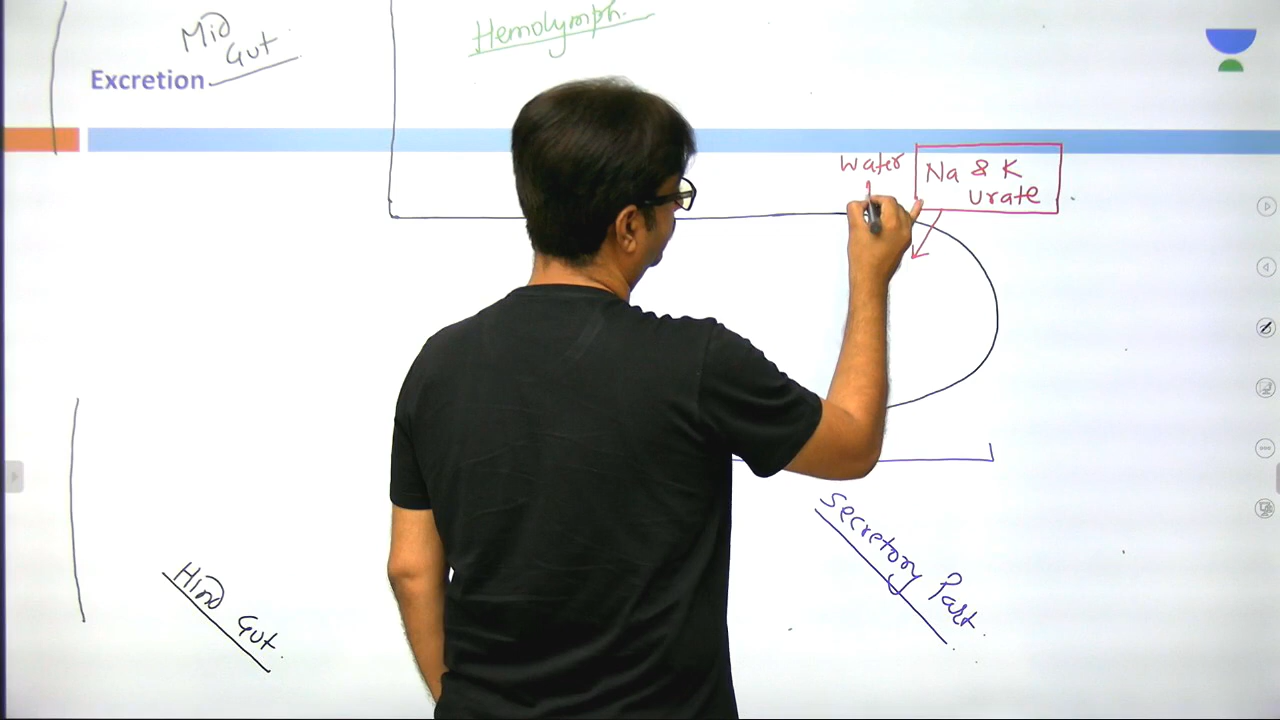 Mid
Gut
Hemolymph.
Excretion
Water
Na & K
Urate
Secretory Part.
Hind Gut.